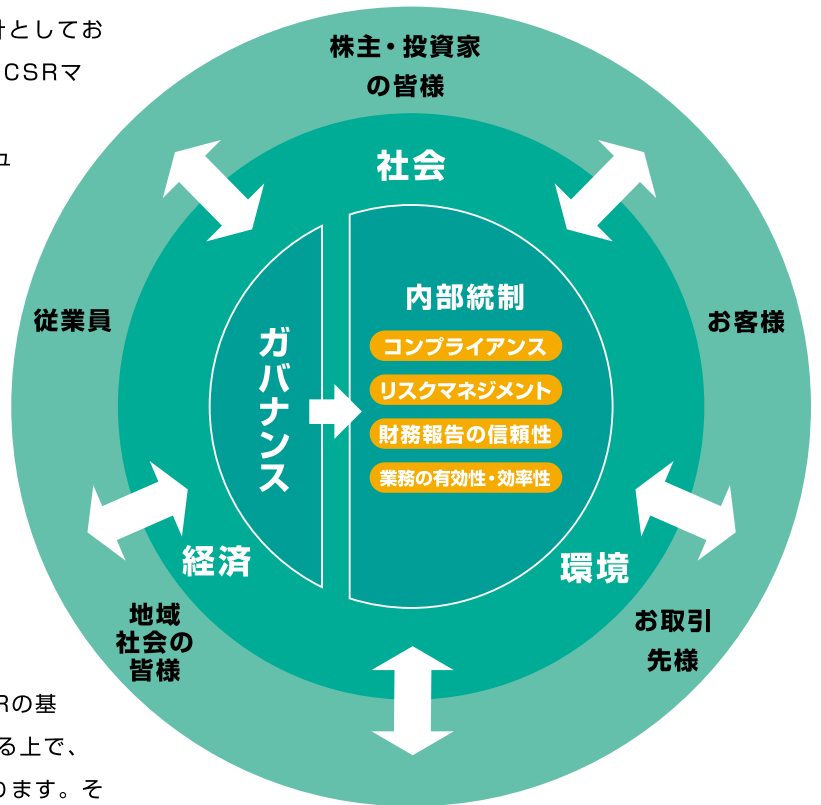 針としてお
CSRマ
ュ
株主・投資家
の皆様
社会
従業員
お客様
ガバナンス
内部統制
コンプライアンス
リスクマネジメント
財務報告の信頼性
業務の有効性・効率性
経済
環境
地域
社会の
皆様
お取引
先様
Rの基
る上で、
ります。そ